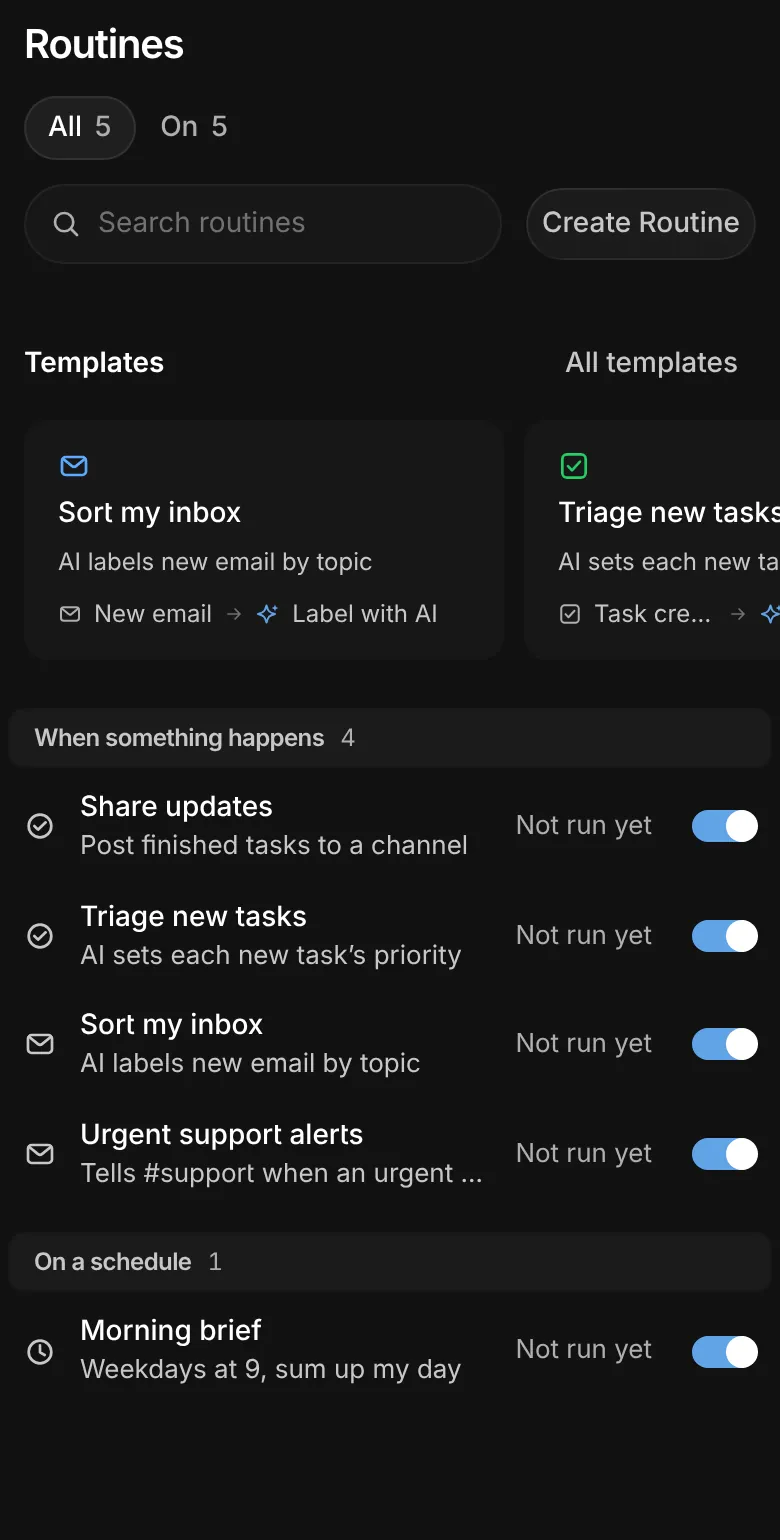 Routines
All 5 On 5
Search routines Create Routine
Templates All templates
Sort my inbox
AI labels new email by topic
New email → Label with AI
Triage new tasks
AI sets each new ta
Task cre... →
When something happens 4
Share updates
Post finished tasks to a channel
Not run yet
Triage new tasks
AI sets each new task’s priority
Not run yet
Sort my inbox
AI labels new email by topic
Not run yet
Urgent support alerts
Tells #support when an urgent ...
Not run yet
On a schedule 1
Morning brief
Weekdays at 9, sum up my day
Not run yet